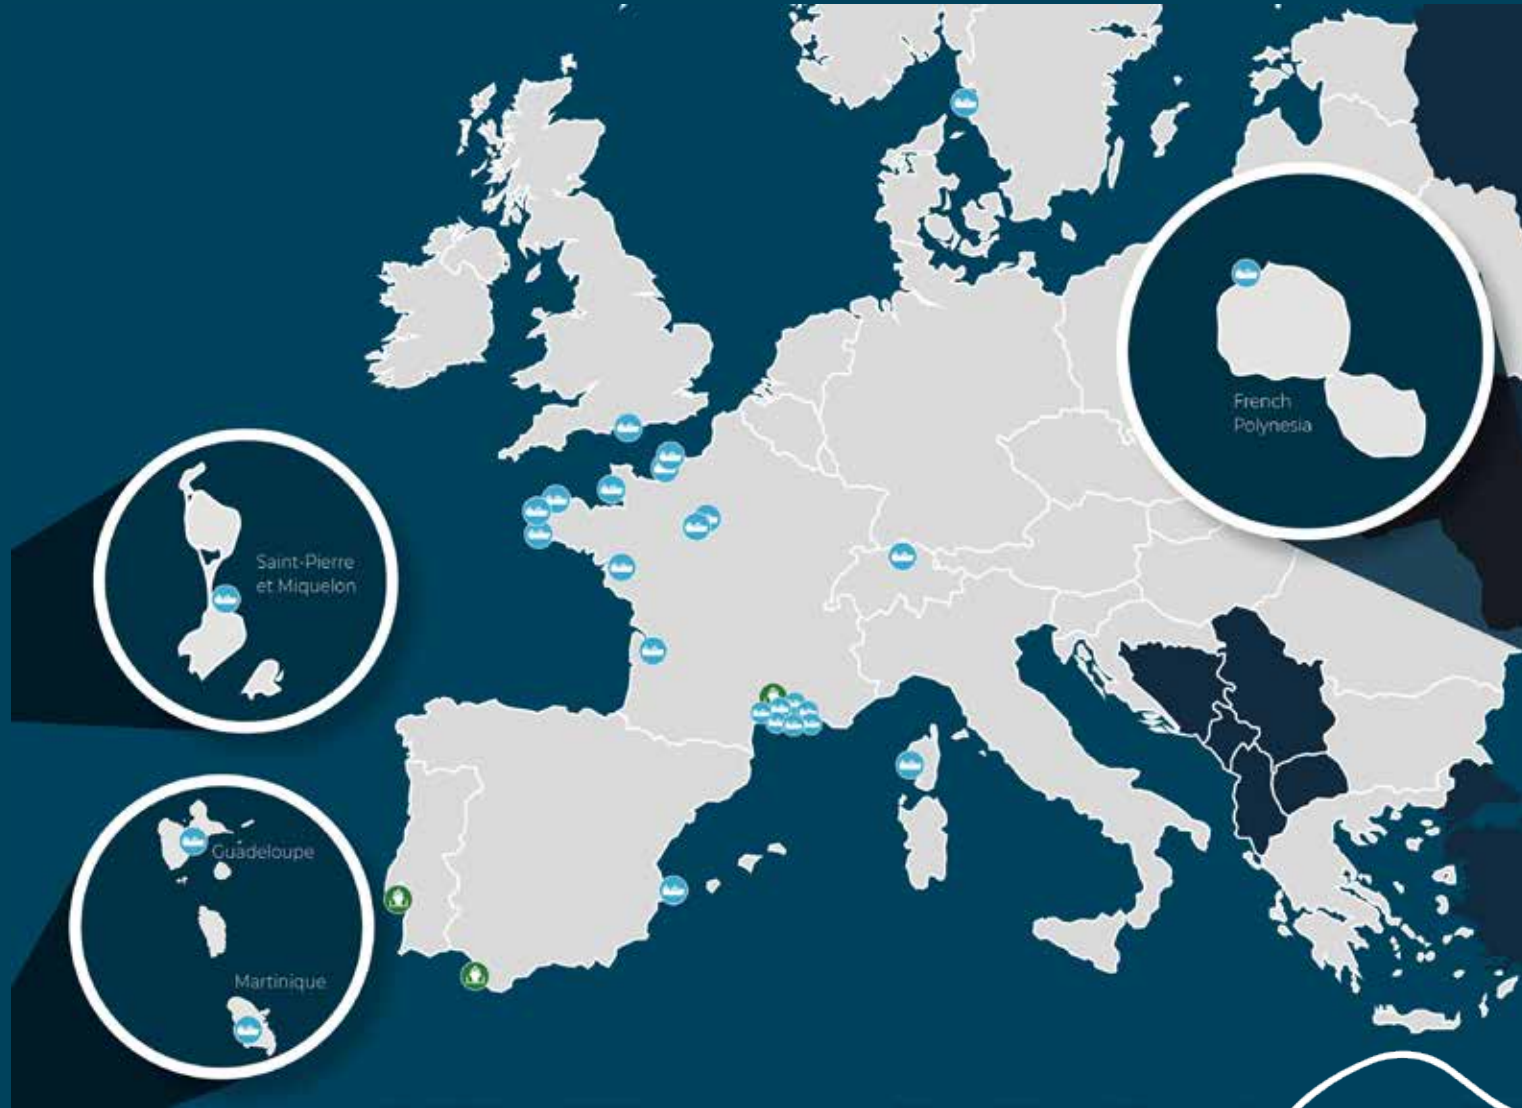 French
Polynesia
Saint-Pierre
et Miquelon
Guadeloupe
Martinique